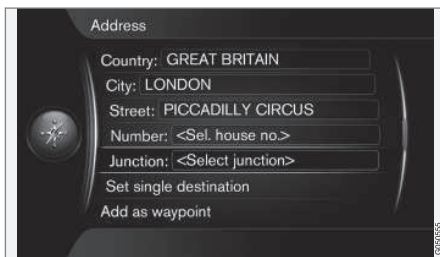 Address
Country: GREAT BRITAIN
City: LONDON
Street: PICCADILLY CIRCUS
Number: <Sel. house no.>
Junction: <Select junction>
Set single destination
Add as waypoint
G050555